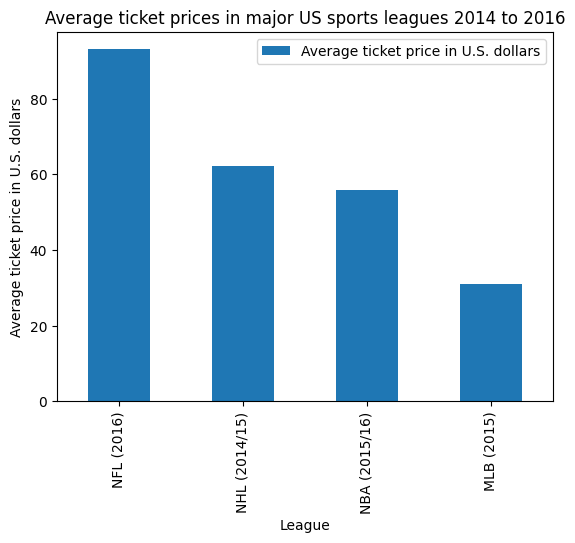 Average ticket prices in major US sports leagues 2014 to 2016
Average ticket price in U.S. dollars
Average ticket price in U.S. dollars
80
60
40
20
0
NFL (2016)
NHL (2014/15)
NBA (2015/16)
MLB (2015)
League